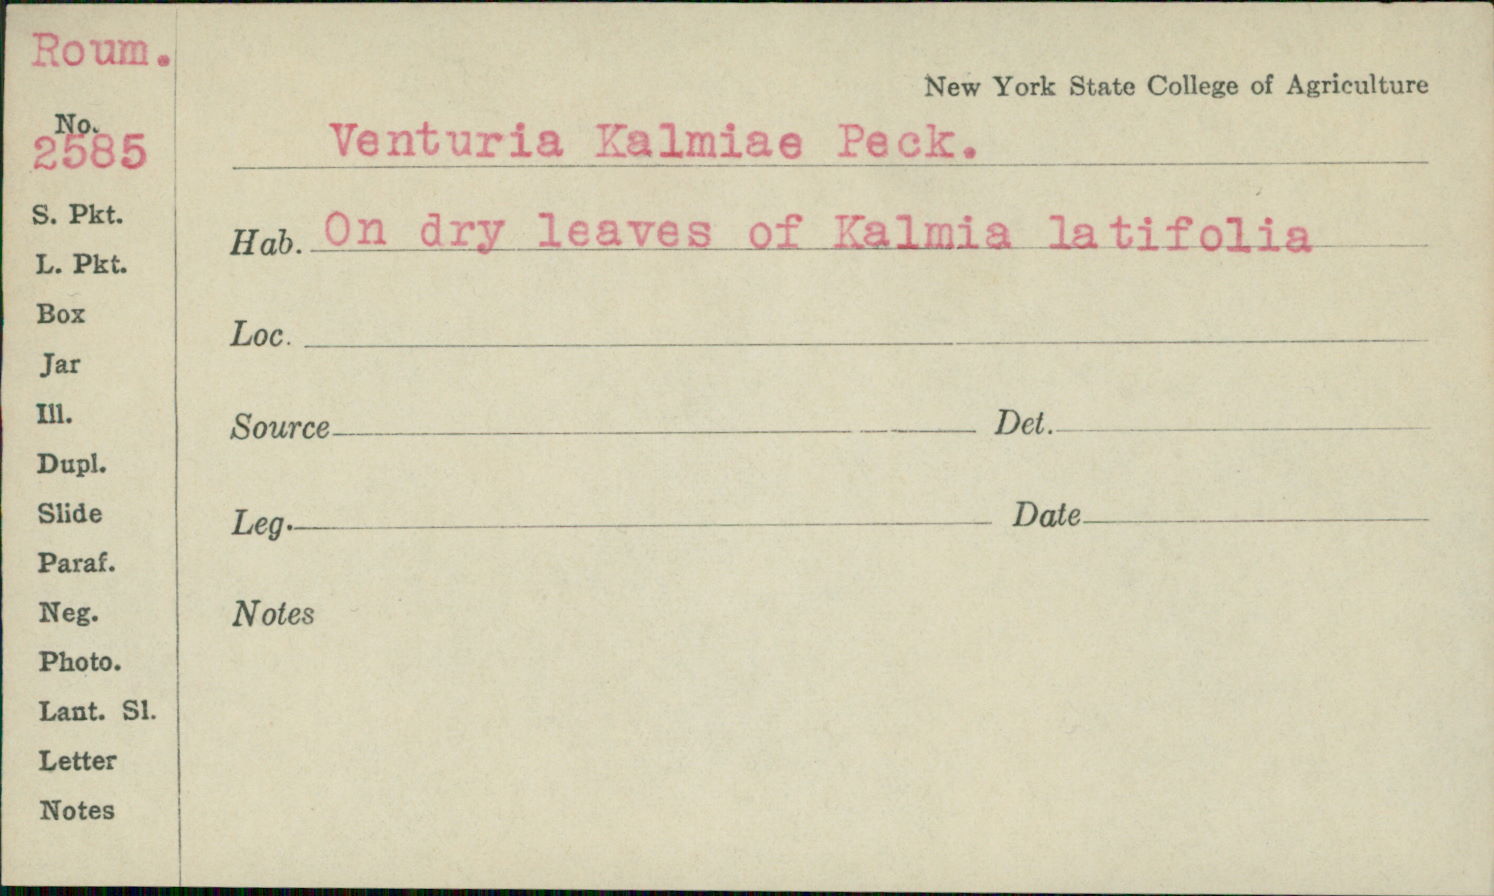 Roum.
New York State College of Agriculture
No.
2585
Venturia Kalmiae Peck.
S. Pkt.
Hab. On dry leaves of Kalmia latifolia
L. Pkt.
Box
Loc.
Jar
Ill.
Source Det.
Dupl.
Slide
Leg. Date
Paraf.
Neg.
Notes
Photo.
Lant. Sl.
Letter
Notes